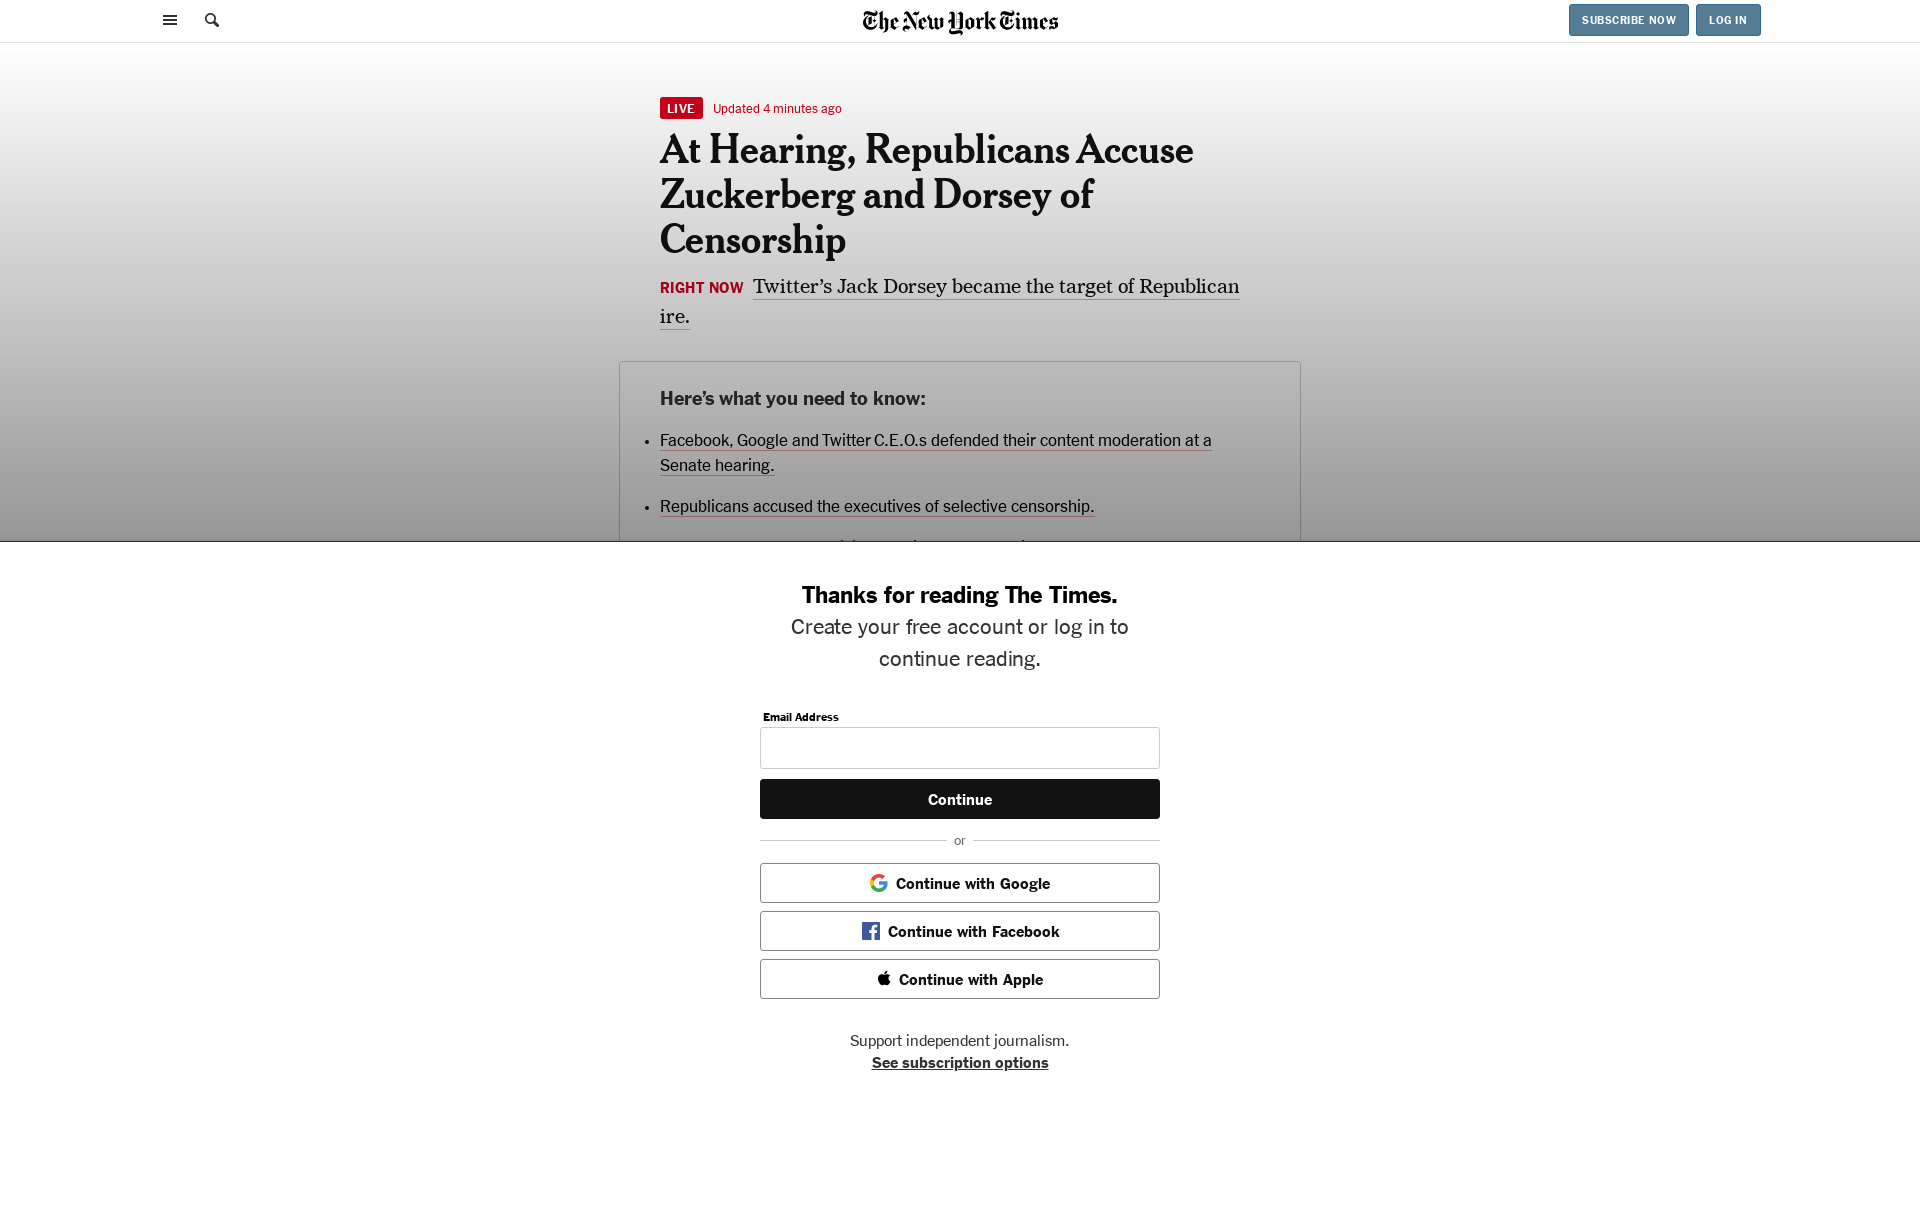 The New York Times
SUBSCRIBE NOW
LOG IN
LIVE Updated 4 minutes ago
At Hearing, Republicans Accuse
Zuckerberg and Dorsey of
Censorship
RIGHT NOW Twitter’s Jack Dorsey became the target of Republican
ire.
Here’s what you need to know:
Facebook, Google and Twitter C.E.O.s defended their content moderation at a
Senate hearing.
Republicans accused the executives of selective censorship.
Thanks for reading The Times.
Create your free account or log in to
continue reading.
Email Address
Continue
or
Continue with Google
Continue with Facebook
Continue with Apple
Support independent journalism.
See subscription options